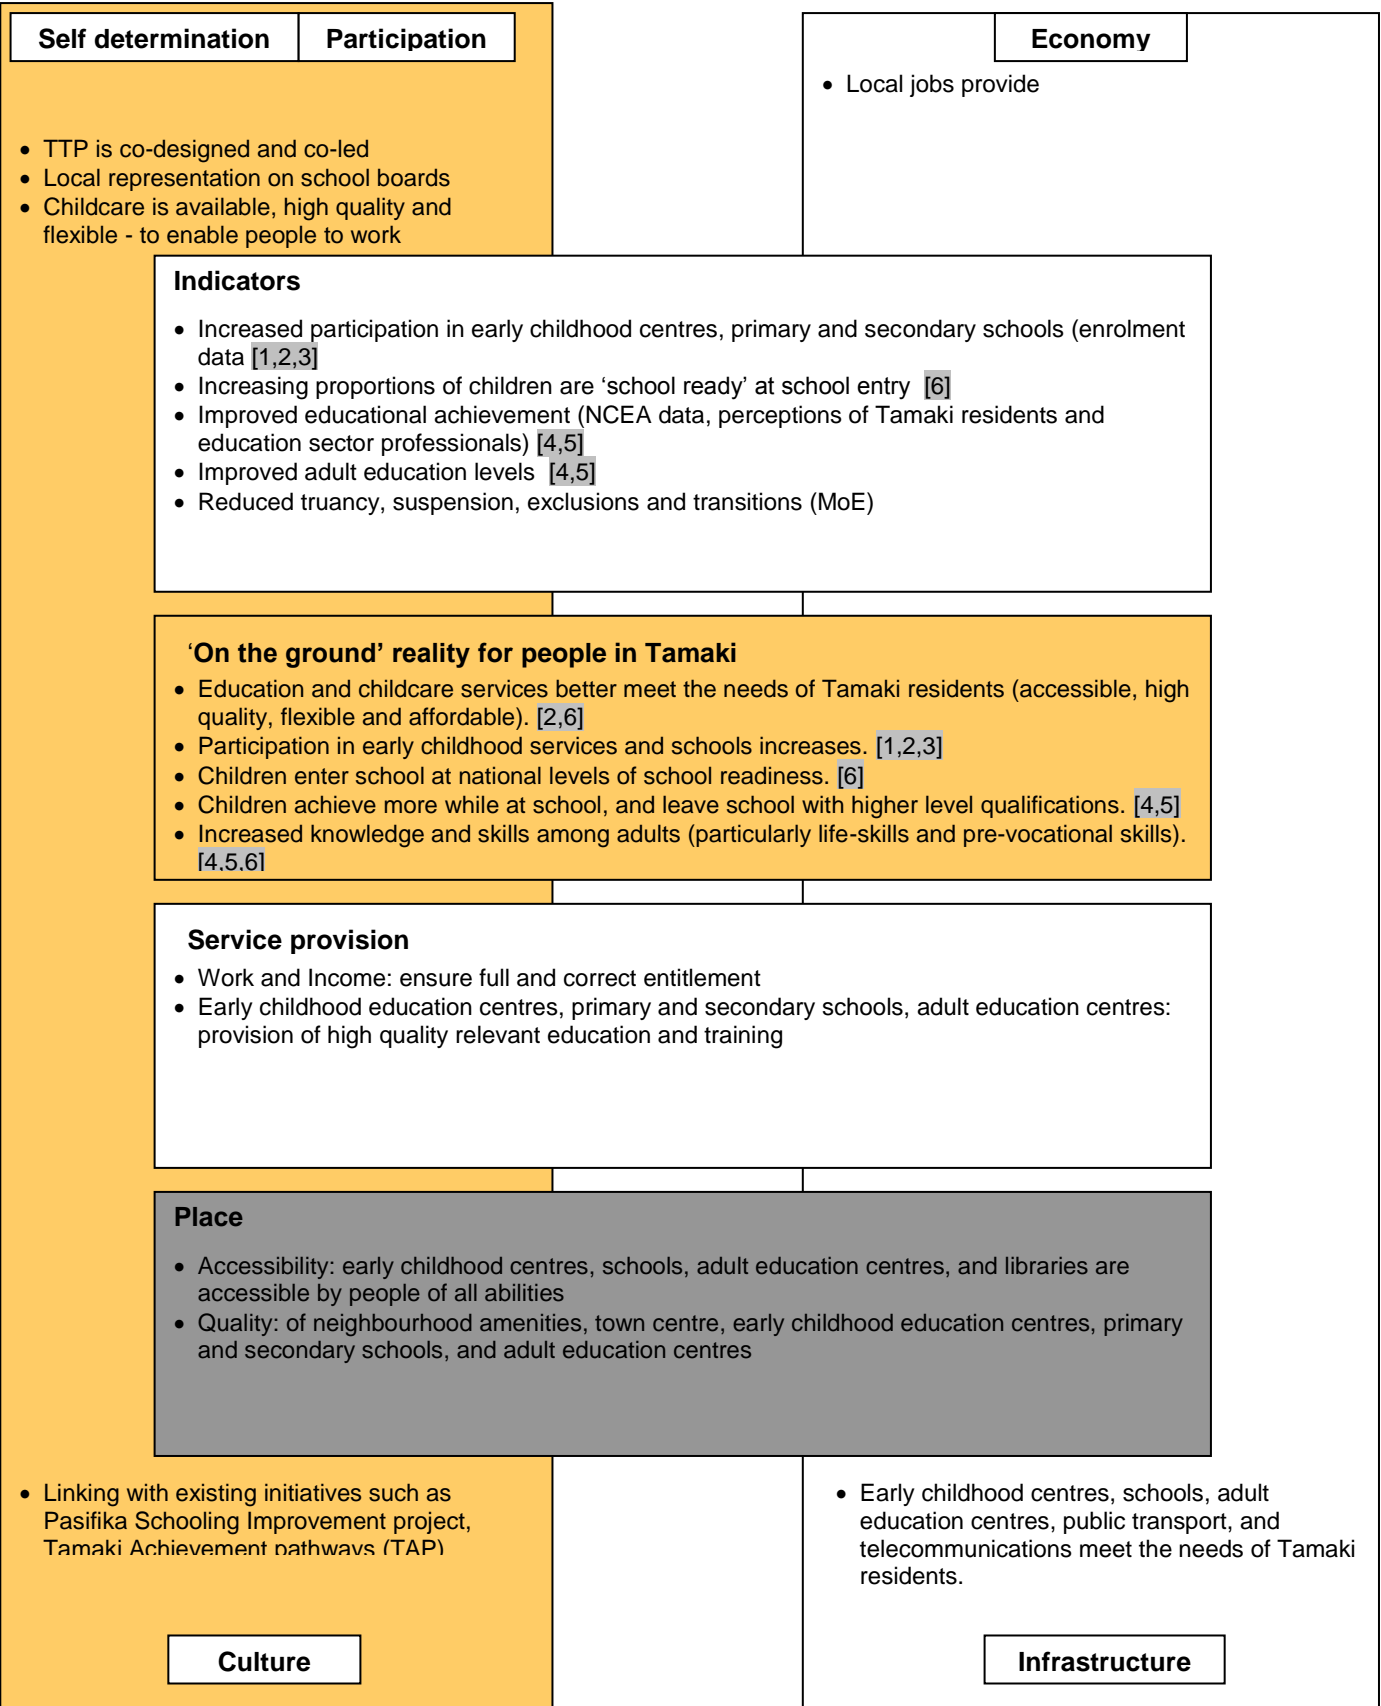 Self determination
Participation
Economy
• Local jobs provide
• TTP is co-designed and co-led
• Local representation on school boards
• Childcare is available, high quality and
flexible - to enable people to work
Indicators
• Increased participation in early childhood centres, primary and secondary schools (enrolment
data [1,2,3]
• Increasing proportions of children are ‘school ready’ at school entry [6]
• Improved educational achievement (NCEA data, perceptions of Tamaki residents and
education sector professionals) [4,5]
• Improved adult education levels [4,5]
• Reduced truancy, suspension, exclusions and transitions (MoE)
‘On the ground’ reality for people in Tamaki
• Education and childcare services better meet the needs of Tamaki residents (accessible, high
quality, flexible and affordable). [2,6]
• Participation in early childhood services and schools increases. [1,2,3]
• Children enter school at national levels of school readiness. [6]
• Children achieve more while at school, and leave school with higher level qualifications. [4,5]
• Increased knowledge and skills among adults (particularly life-skills and pre-vocational skills).
[4,5,6]
Service provision
• Work and Income: ensure full and correct entitlement
• Early childhood education centres, primary and secondary schools, adult education centres:
provision of high quality relevant education and training
Place
• Accessibility: early childhood centres, schools, adult education centres, and libraries are
accessible by people of all abilities
• Quality: of neighbourhood amenities, town centre, early childhood education centres, primary
and secondary schools, and adult education centres
• Linking with existing initiatives such as
Pasifika Schooling Improvement project,
Tamaki Achievement pathways (TAP)
• Early childhood centres, schools, adult
education centres, public transport, and
telecommunications meet the needs of Tamaki
residents.
Culture
Infrastructure